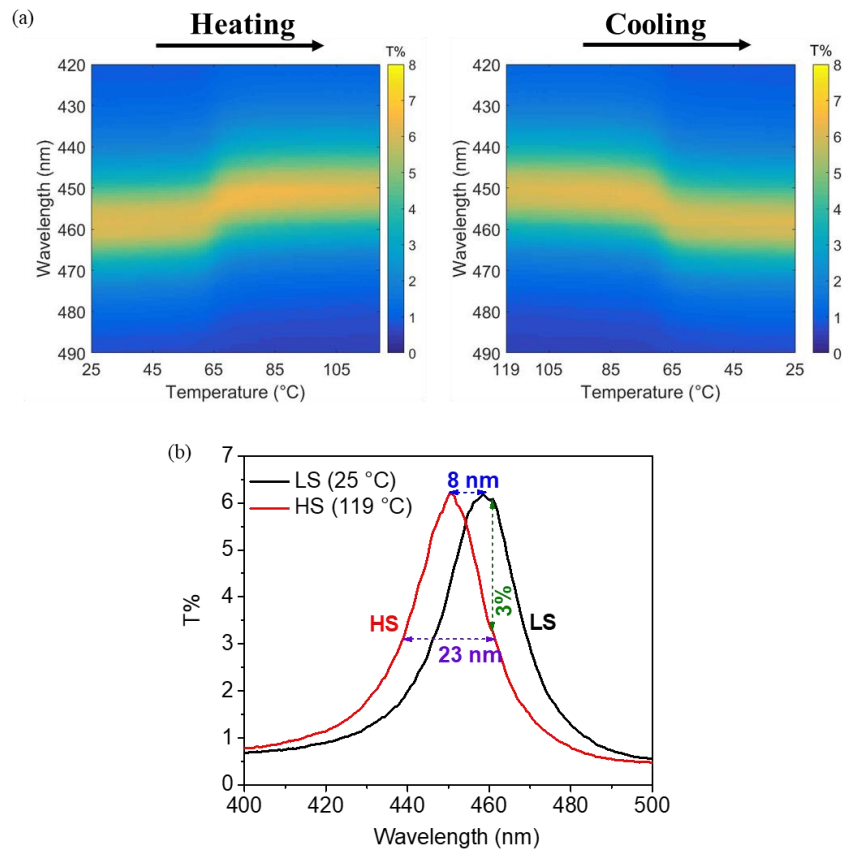 (a)
Heating
Cooling
T%
T%
420
430
440
450
460
470
480
490
Wavelength (nm)
25 45 65 85 105
Temperature (°C)
8
7
6
5
4
3
2
1
0
420
430
440
450
460
470
480
490
Wavelength (nm)
119 105 85 65 45 25
Temperature (°C)
8
7
6
5
4
3
2
1
0
(b)
LS (25 °C)
HS (119 °C)
8 nm
3%
HS
LS
23 nm
7
6
5
4
3
2
1
0
T%
400 420 440 460 480 500
Wavelength (nm)